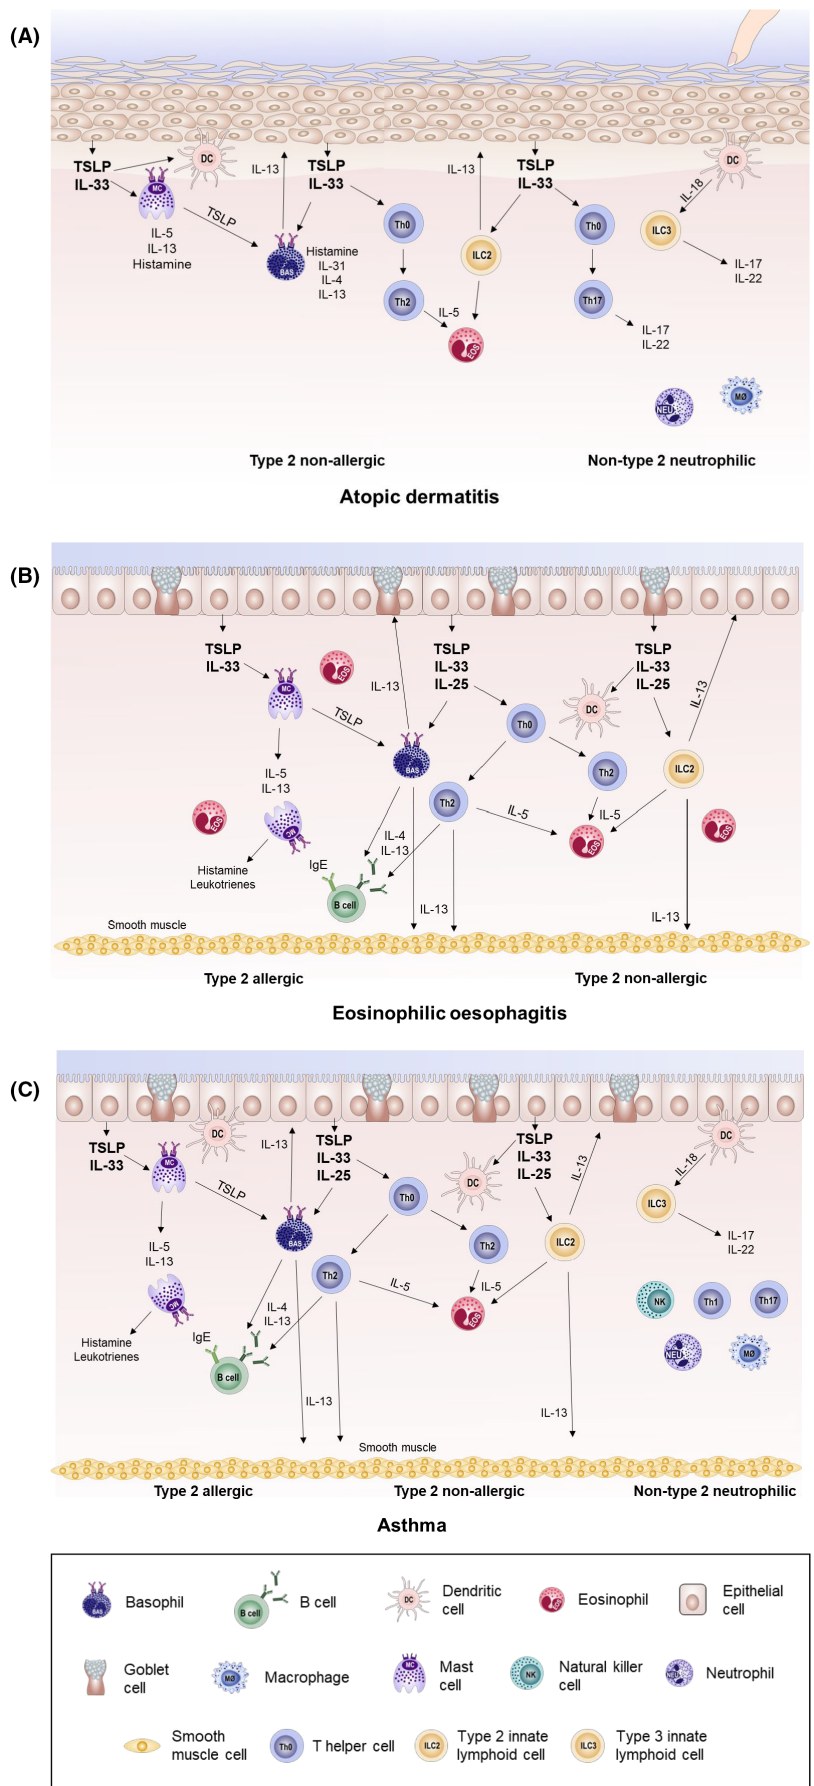 (A)
TSLP
IL-33
DC
MC
IL-5
IL-13
Histamine
TSLP
IL-13
BAS
TSLP
IL-33
Histamine
IL-31
IL-4
IL-13
Th0
Th2
IL-5
EOS
IL-13
ILC2
TSLP
IL-33
Th0
Th17
IL-17
IL-22
DC
IL-18
ILC3
IL-17
IL-22
NEU
MØ
Type 2 non-allergic
Non-type 2 neutrophilic
Atopic dermatitis
(B)
TSLP
IL-33
MC
EOS
TSLP
IL-5
IL-13
MC
EOS
Histamine
Leukotrienes
IL-13
TSLP
IL-33
IL-25
BAS
Th0
Th2
Th2
IL-4
IL-13
IgE
B cell
IL-13
IL-5
IL-5
EOS
TSLP
IL-33
IL-25
DC
ILC2
IL-13
EOS
IL-13
Smooth muscle
Type 2 allergic
Type 2 non-allergic
Eosinophilic oesophagitis
(C)
TSLP
IL-33
MC
DC
TSLP
IL-5
IL-13
MC
Histamine
Leukotrienes
IL-13
TSLP
IL-33
IL-25
BAS
Th0
Th2
Th2
IL-4
IL-13
IgE
B cell
IL-13
IL-5
IL-5
EOS
TSLP
IL-33
IL-25
DC
ILC2
IL-13
IL-13
DC
IL-18
ILC3
IL-17
IL-22
NK
Th1
Th17
NEU
MØ
Smooth muscle
Type 2 allergic
Type 2 non-allergic
Non-type 2 neutrophilic
Asthma
BAS
Basophil
B cell
B cell
DC
Dendritic
cell
EOS
Eosinophil
Epithelial
cell
Goblet
cell
MØ
Macrophage
MC
Mast
cell
NK
Natural killer
cell
NEU
Neutrophil
Smooth
muscle cell
Th0
T helper cell
ILC2
Type 2 innate
lymphoid cell
ILC3
Type 3 innate
lymphoid cell